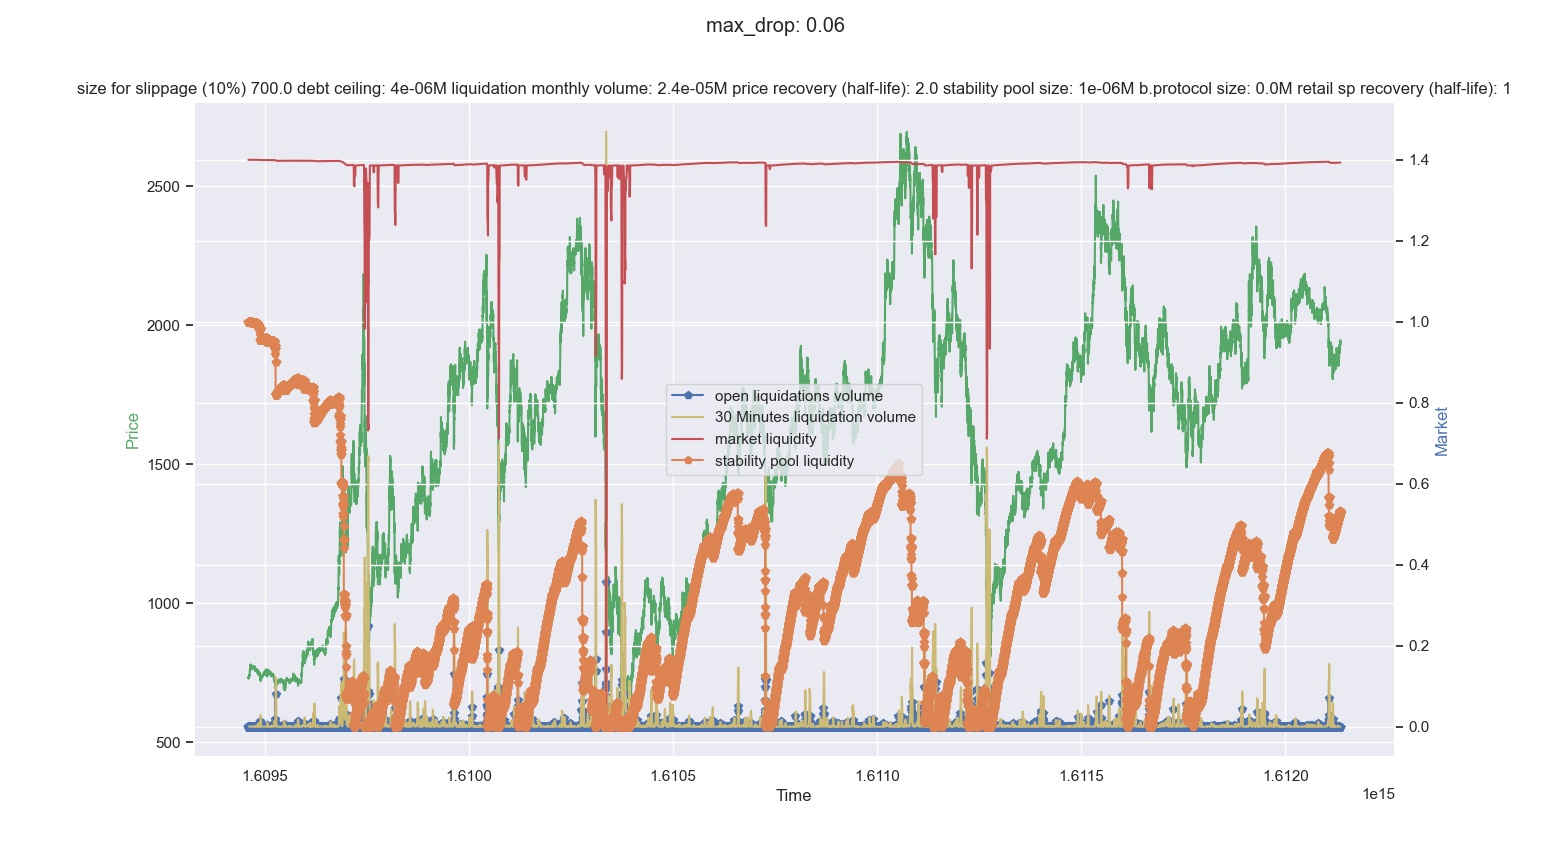 max_drop: 0.06
size for slippage (10%) 700.0 debt ceiling: 4e-06M liquidation monthly volume: 2.4e-05M price recovery (half-life): 2.0 stability pool size: 1e-06M b.protocol size: 0.0M retail sp recovery (half-life): 1
2500
2000
1500
1000
500
Price
open liquidations volume
30 Minutes liquidation volume
market liquidity
stability pool liquidity
1.4
1.2
1.0
0.8
0.6
0.4
0.2
0.0
Market
1.6095
1.6100
1.6105
1.6110
1.6115
1.6120
1e15
Time